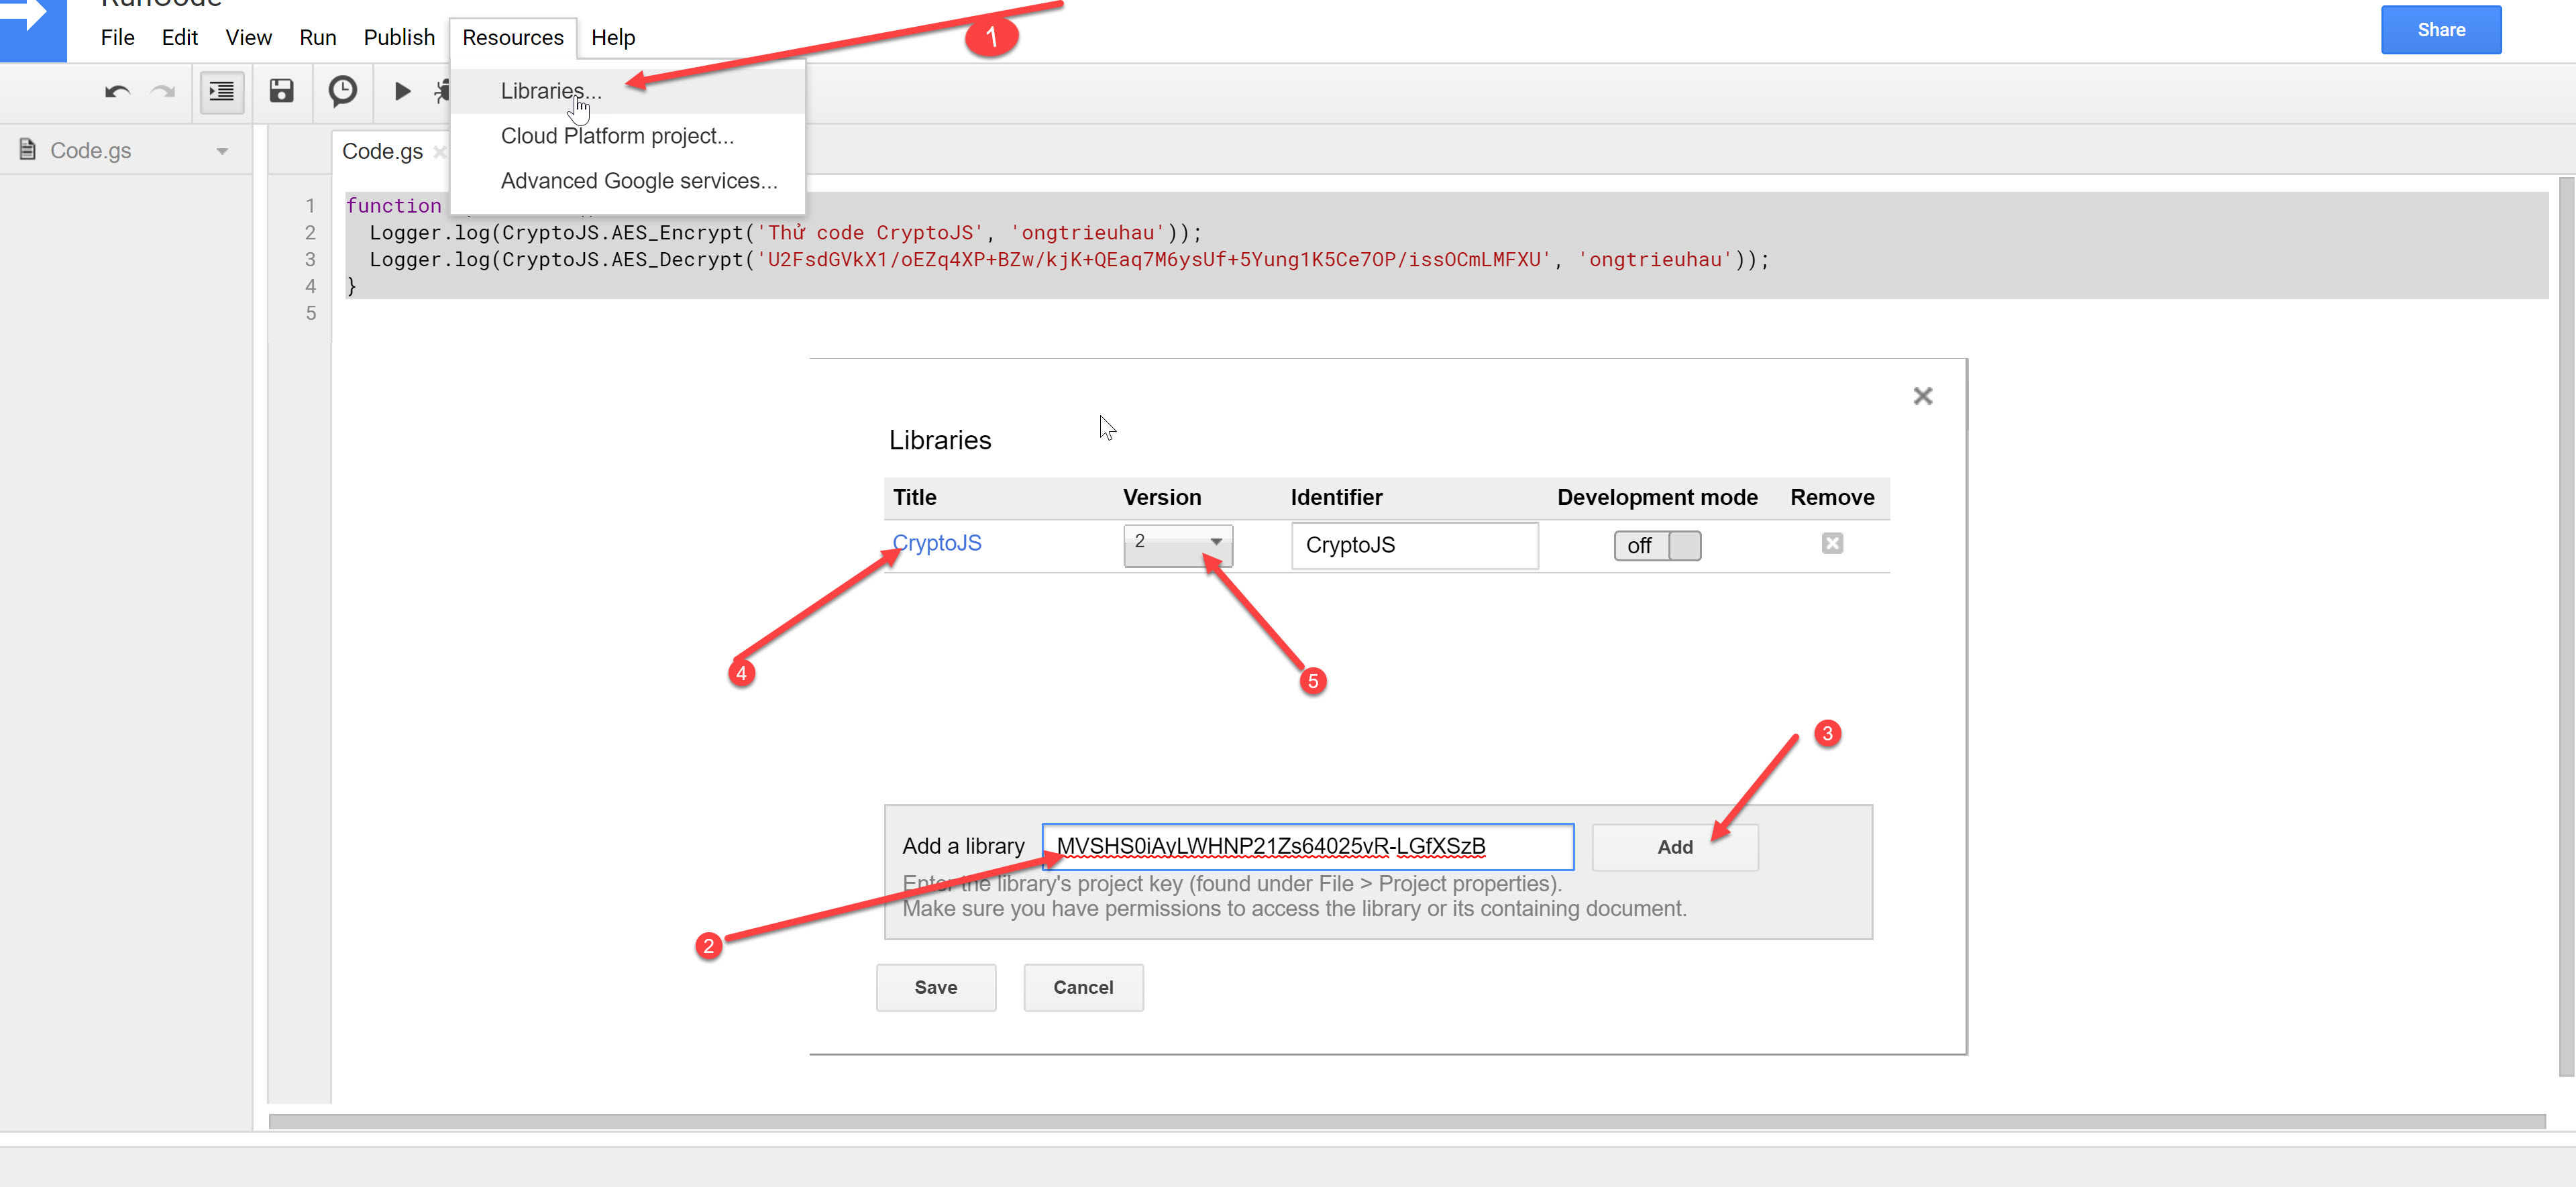 RanCode
File Edit View Run Publish Resources Help
Share
1
Libraries...
Cloud Platform project...
Advanced Google services...
Code.gs
Code.gs
1 function
2 Logger.log(CryptoJS.AES_Encrypt('Thử code CryptoJS', 'ongtrieuhau'));
3 Logger.log(CryptoJS.AES_Decrypt('U2FsdGVkX1/oEZq4XP+BZw/kjK+QEaq7M6ysUf+5Yung1K5Ce7OP/issOCmLMFXU', 'ongtrieuhau'));
4 }
5
Libraries
Title Version Identifier Development mode Remove
CryptoJS 2 CryptoJS off
4
5
3
Add a library MVSHS0iAyLWHNP21Zs64025vR-LGfXSzB Add
Enter the library's project key (found under File > Project properties).
Make sure you have permissions to access the library or its containing document.
2
Save Cancel